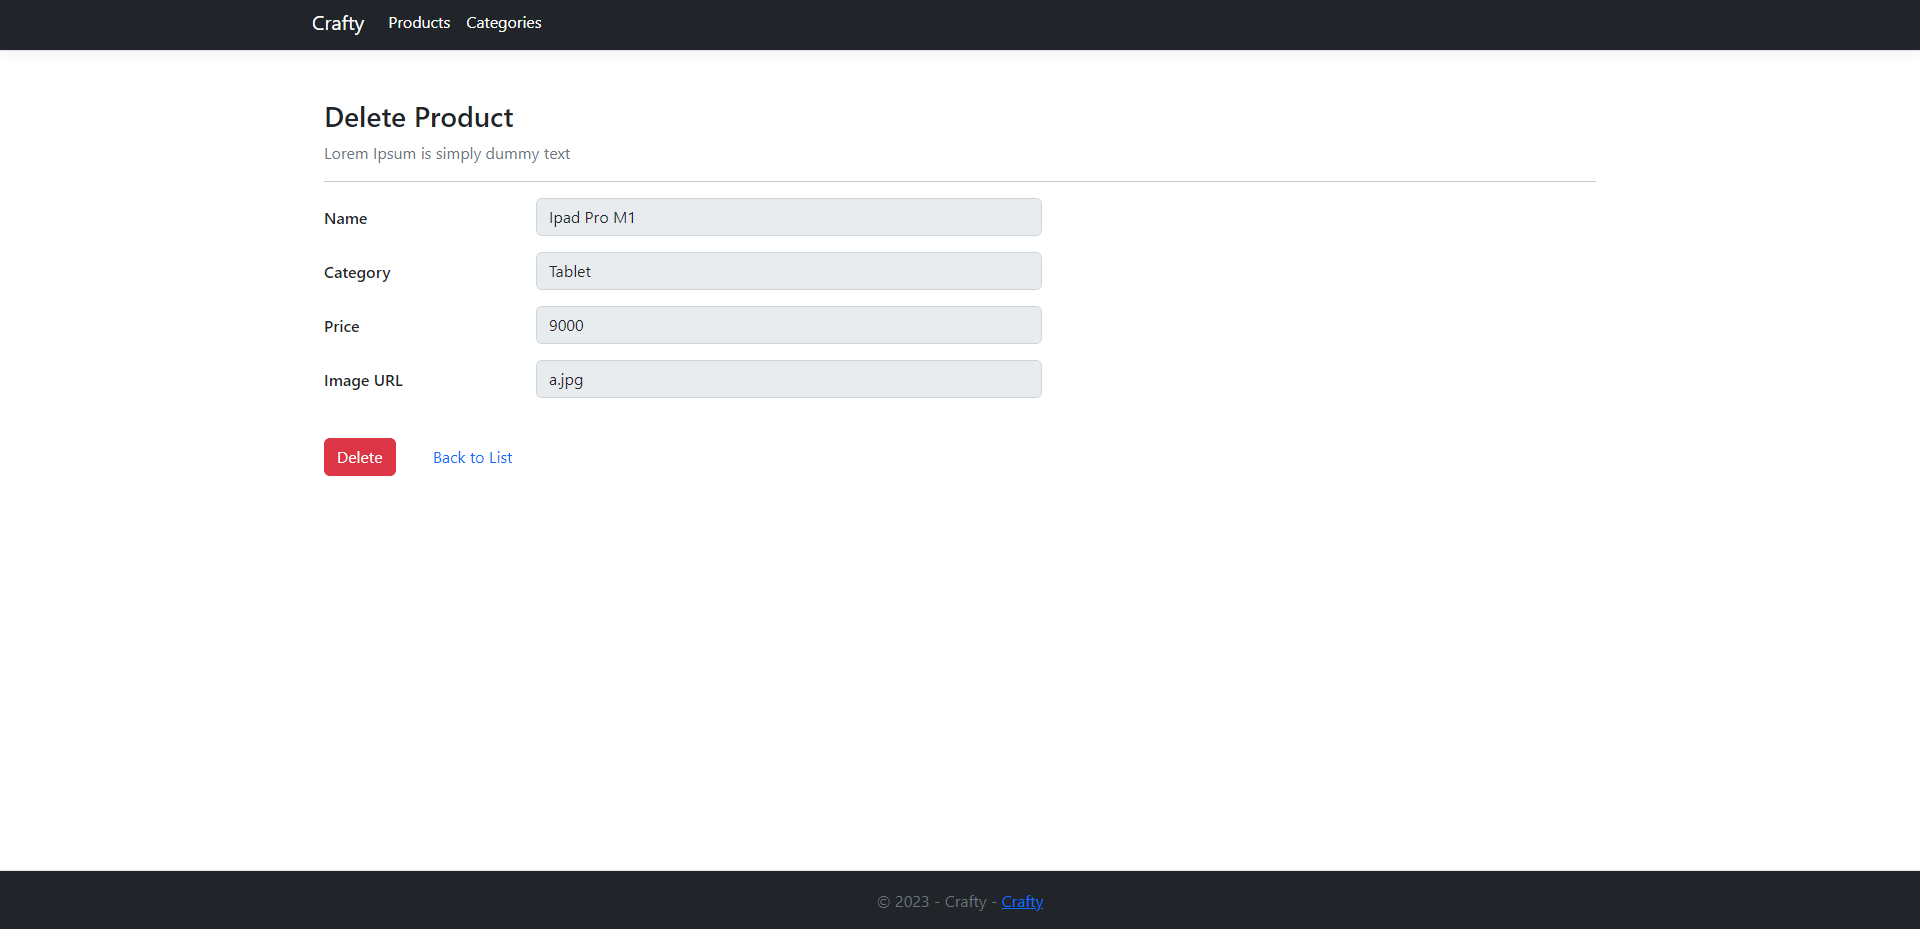 Crafty Products Categories
Delete Product
Lorem Ipsum is simply dummy text
Name Ipad Pro M1
Category Tablet
Price 9000
Image URL a.jpg
Delete Back to List
© 2023 - Crafty - Crafty